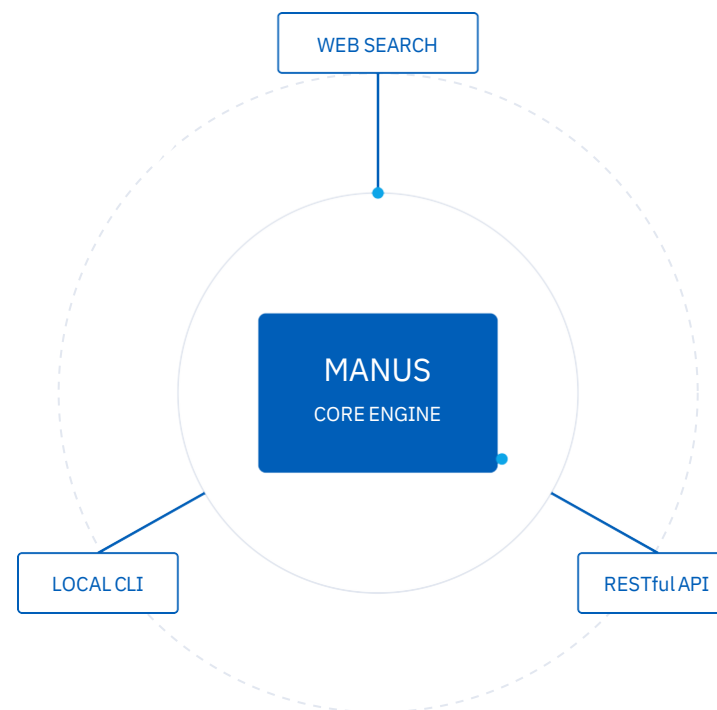 WEB SEARCH
MANUS
CORE ENGINE
LOCAL CLI
RESTful API